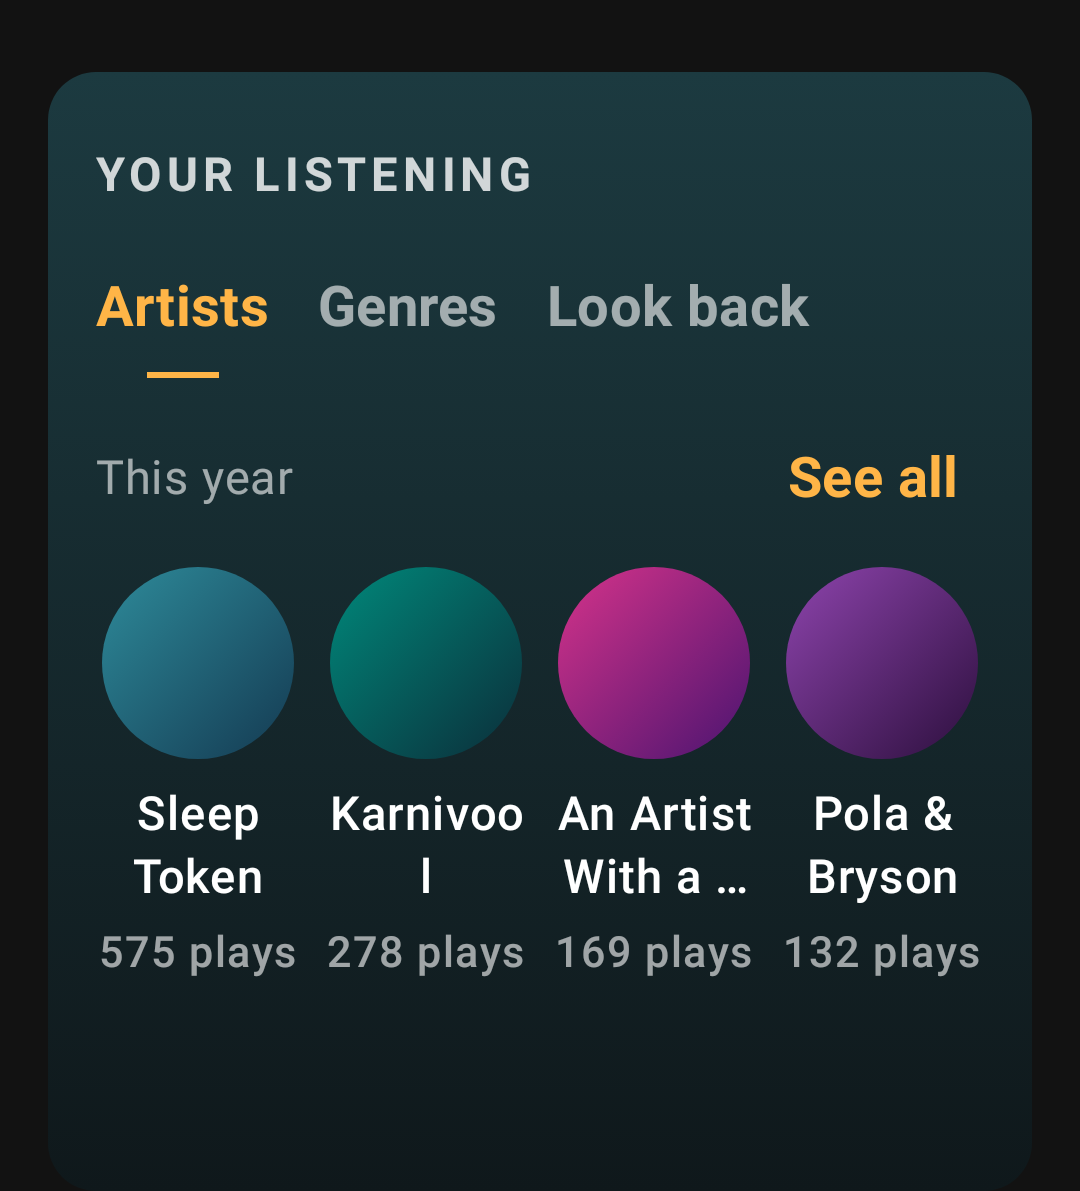 YOUR LISTENING
Artists Genres Look back
This year See all
Sleep Token
Karnivool
An Artist With a …
Pola & Bryson
575 plays 278 plays 169 plays 132 plays